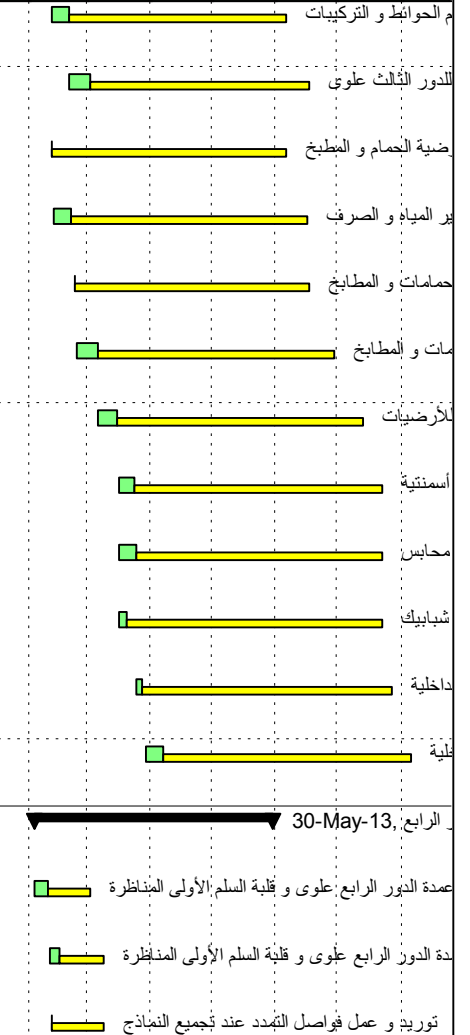 م الحوائط و التركيبات
للدور الثالث علوى
رضية الحمام و المطبخ
ير المياه و الصرف
حمامات و المطابخ
مات و المطابخ
للأرضيات
أسمنتية
محابس
شبابيك
داخلية
خلية
ر الرابع ,30-May-13
عمدة الدور الرابع علوى و قلبة السلم الأولى المناظرة
دة الدور الرابع علوى و قلبة السلم الأولى المناظرة
توريد و عمل فواصل التمدد عند تجميع النماذج